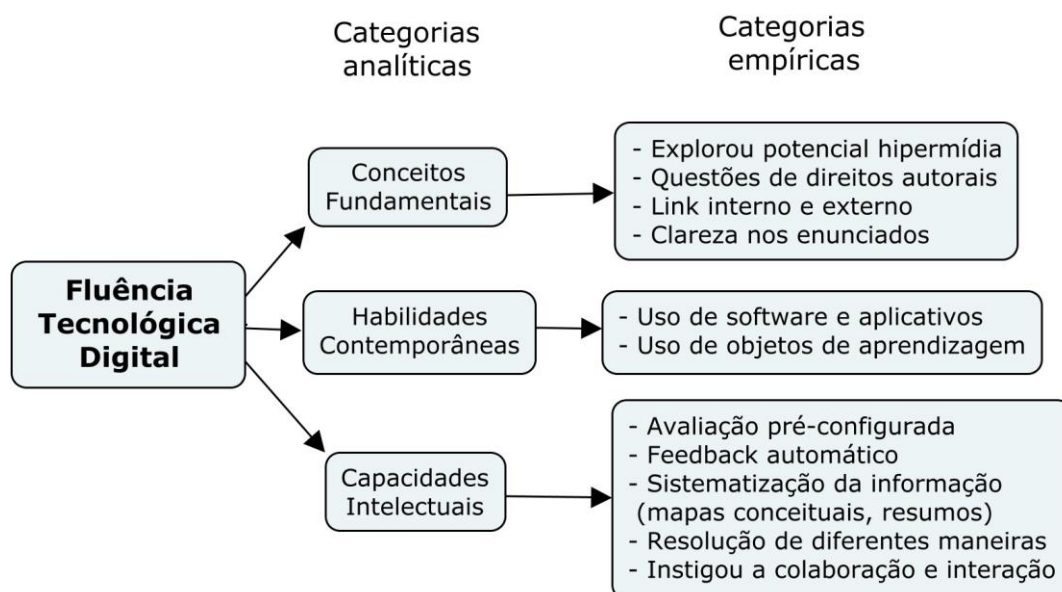 Categorias
analíticas
Categorias
empíricas
Fluência
Tecnológica
Digital
Conceitos
Fundamentais
- Explorou potencial hipermídia
- Questões de direitos autorais
- Link interno e externo
- Clareza nos enunciados
Habilidades
Contemporâneas
- Uso de software e aplicativos
- Uso de objetos de aprendizagem
Capacidades
Intelectuais
- Avaliação pré-configurada
- Feedback automático
- Sistematização da informação
(mapas conceituais, resumos)
- Resolução de diferentes maneiras
- Instigou a colaboração e interação